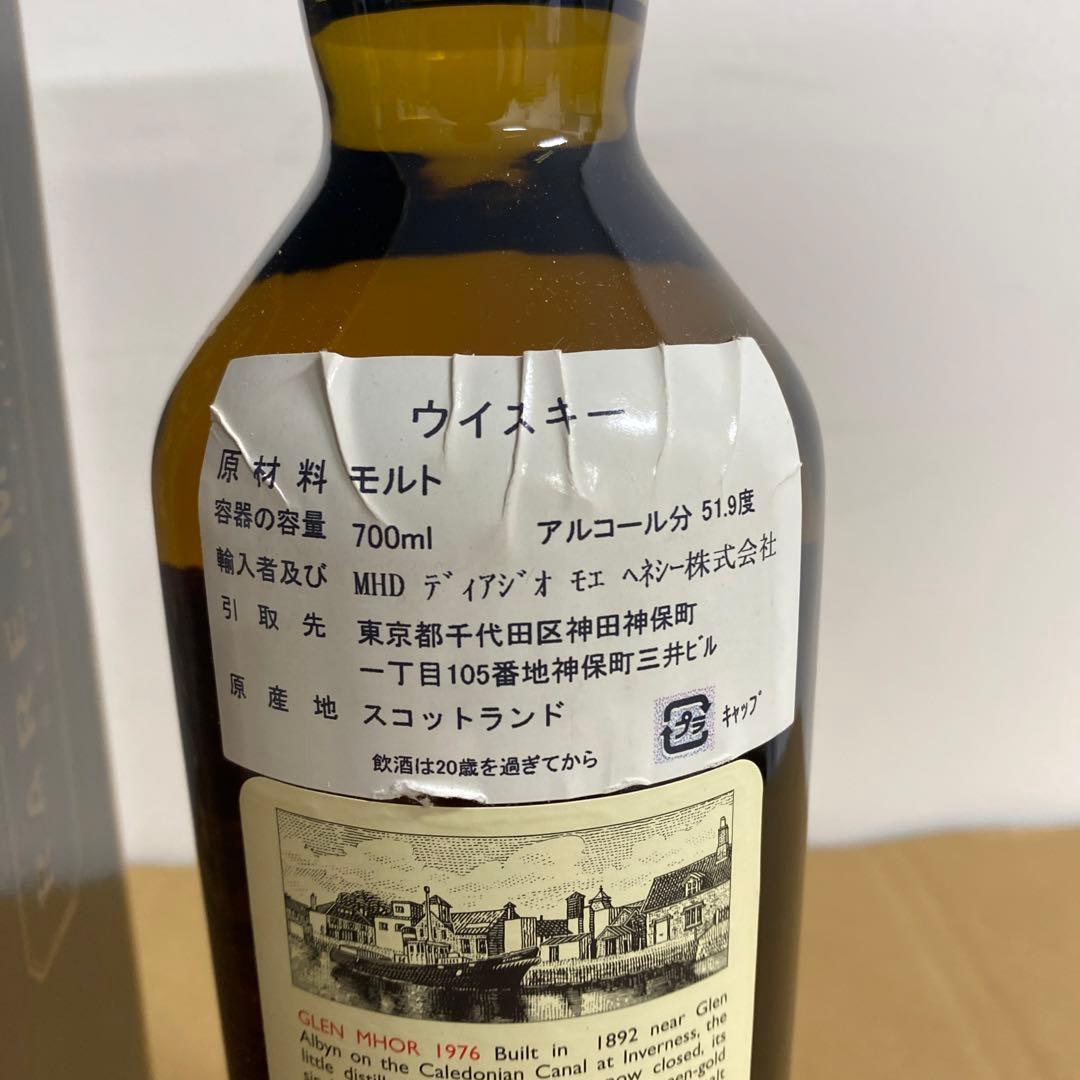 ウイスキー
原材料 モルト
容器の容量 700ml アルコール分 51.9度
輸入者及び MHD ディアジオ モエ ヘネシー株式会社
引取先 東京都千代田区神田神保町
一丁目105番地神保町三井ビル
原産地 スコットランド
プラ キャップ
飲酒は20歳を過ぎてから
GLEN MHOR 1976 Built in 1892 near Glen
Albyn on the Caledonian Canal at Inverness, the
little now closed, its